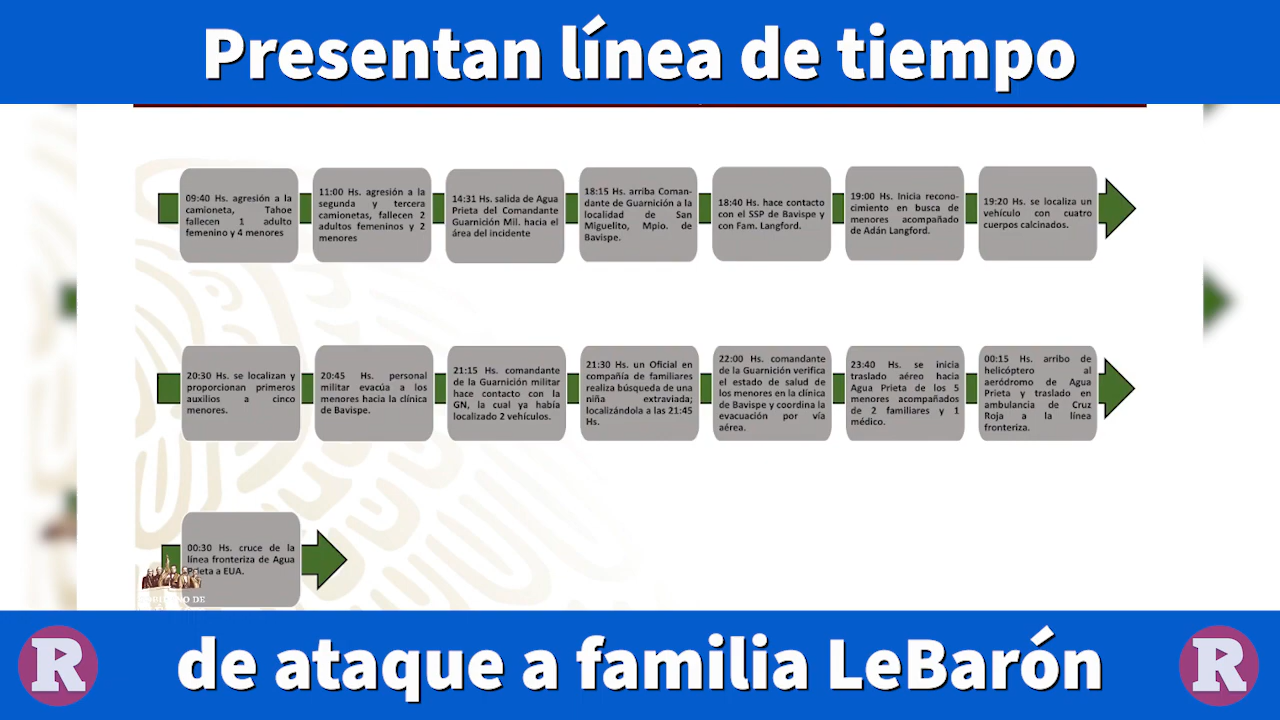 Presentan línea de tiempo
09:40 Hs. agresión a la
camioneta, Tahoe
fallecen 1 adulto
femenino y 4 menores
11:00 Hs. agresión a la
segunda y tercera
camionetas, fallecen 2
adultos femeninos y 2
menores
14:31 Hs. salida de Agua
Prieta del Comandante
Guarnición Mil. hacia el
área del incidente
18:15 Hs. arriba Coman-
dante de Guarnición a la
localidad de San
Miguelito, Mpio. de
Bavispe.
18:40 Hs. hace contacto
con el SSP de Bavispe y
con Fam. Langford.
19:00 Hs. Inicia recono-
cimiento en busca de
menores acompañado
de Adán Langford.
19:20 Hs. se localiza un
vehículo con cuatro
cuerpos calcinados.
20:30 Hs. se localizan y
proporcionan primeros
auxilios a cinco
menores.
20:45 Hs. personal
militar evacúa a los
menores hacia la clínica
de Bavispe.
21:15 Hs. comandante
de la Guarnición militar
hace contacto con la
GN, la cual ya había
localizado 2 vehículos.
21:30 Hs. un Oficial en
compañía de familiares
realiza búsqueda de una
niña extraviada;
localizándola a las 21:45
Hs.
22:00 Hs. comandante
de la Guarnición verifica
el estado de salud de
los menores en la clínica
de Bavispe y coordina la
evacuación por vía
aérea.
23:40 Hs. se inicia
traslado aéreo hacia
Agua Prieta de los 5
menores acompañados
de 2 familiares y 1
médico.
00:15 Hs. arribo de
helicóptero al
aeródromo de Agua
Prieta y traslado en
ambulancia de Cruz
Roja a la línea
fronteriza.
00:30 Hs. cruce de la
línea fronteriza de Agua
Prieta a EUA.
GOBIERNO DE
R
de ataque a familia LeBarón
R